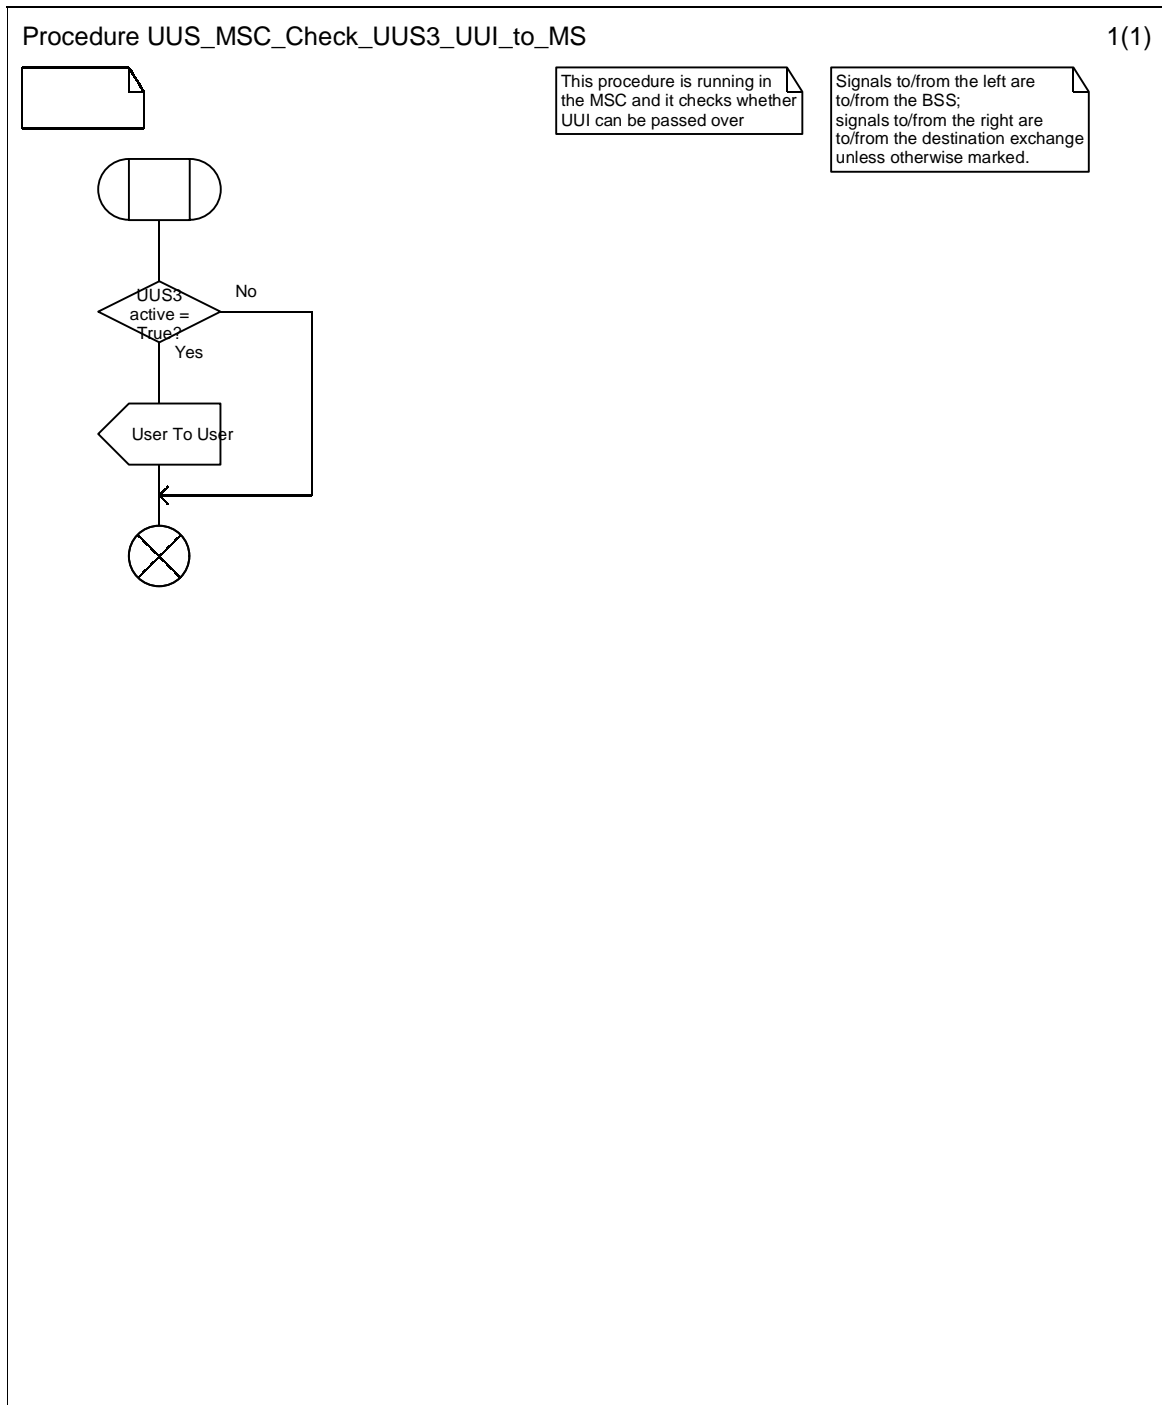 Procedure UUS_MSC_Check_UUS3_UUI_to_MS
1(1)
This procedure is running in
the MSC and it checks whether
UUI can be passed over
Signals to/from the left are
to/from the BSS;
signals to/from the right are
to/from the destination exchange
unless otherwise marked.
UUS3
active =
True?
No
Yes
User To User